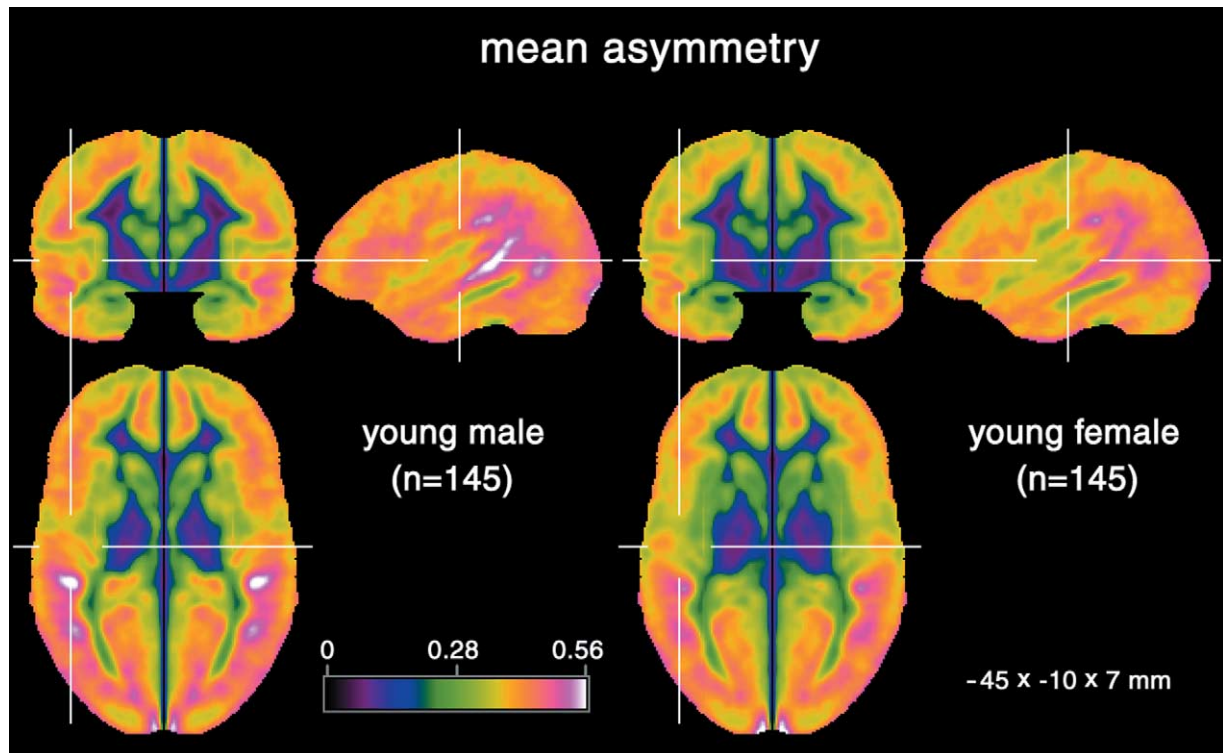 mean asymmetry
young male
(n=145)
young female
(n=145)
0 0.28 0.56
-45 x -10 x 7 mm